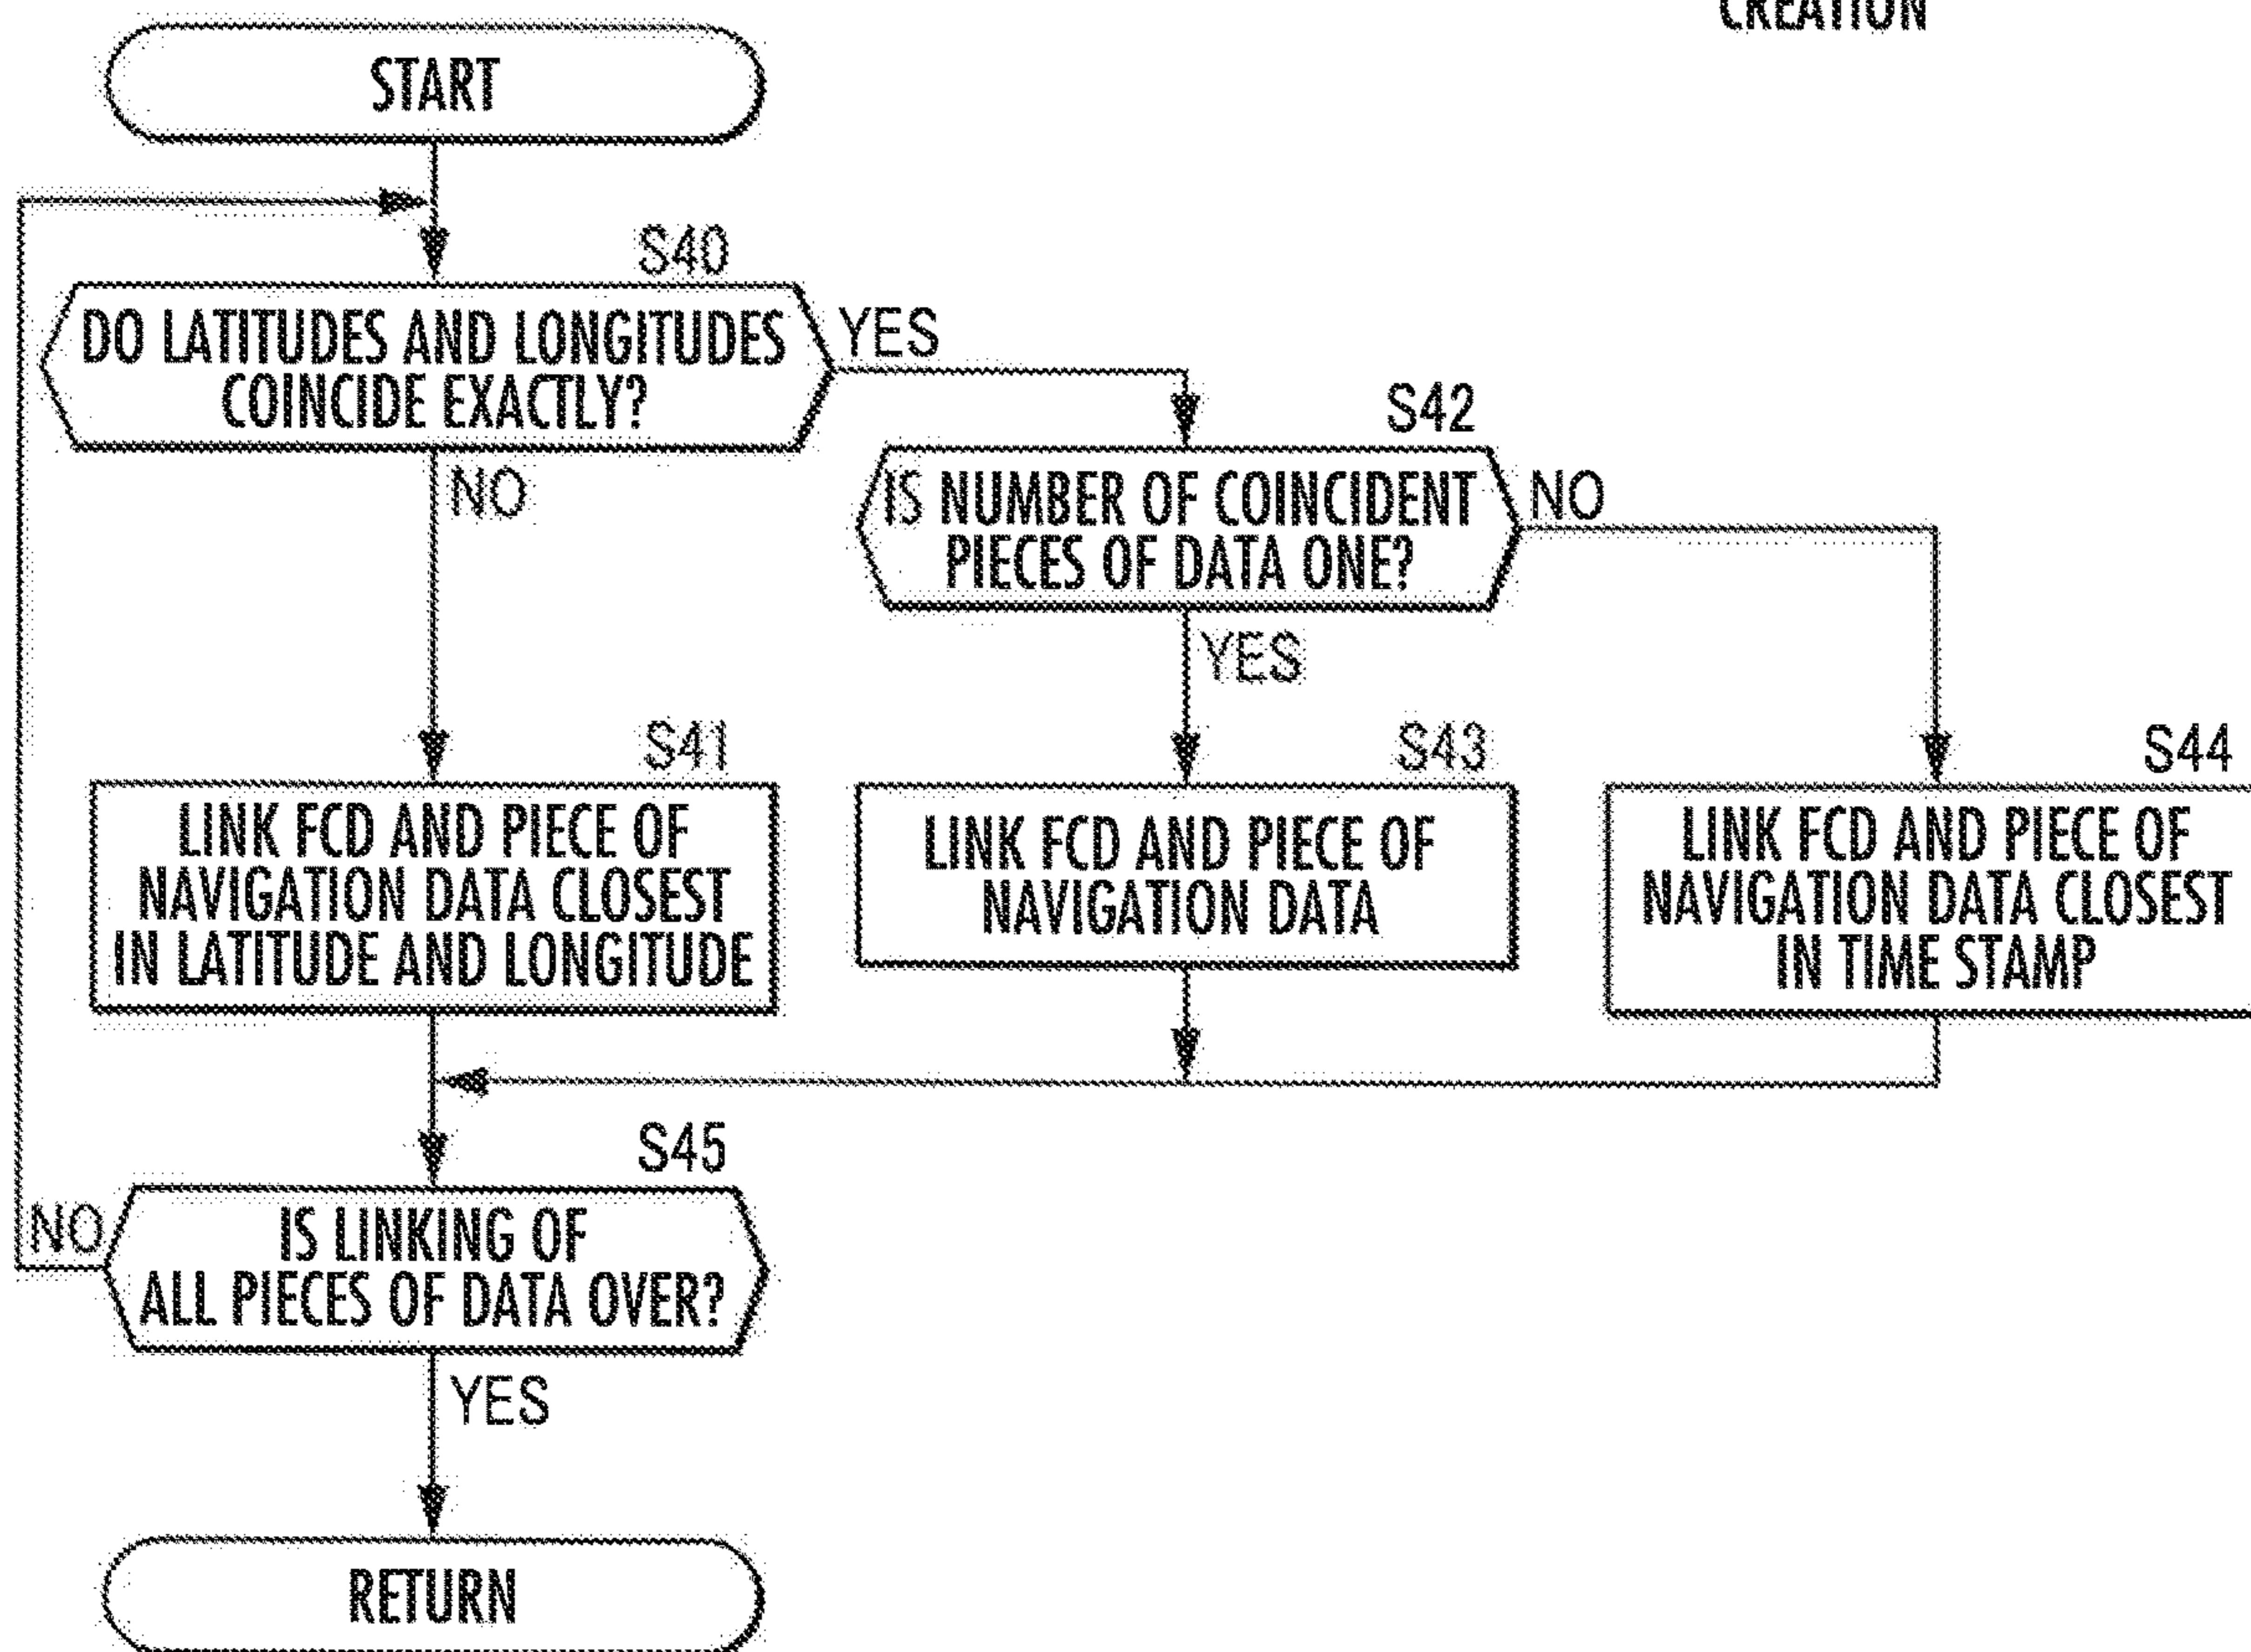 CREATION
START
S40
DO LATITUDES AND LONGITUDES
COINCIDE EXACTLY?
YES
NO
S42
IS NUMBER OF COINCIDENT
PIECES OF DATA ONE?
NO
YES
S41
LINK FCD AND PIECE OF
NAVIGATION DATA CLOSEST
IN LATITUDE AND LONGITUDE
S43
LINK FCD AND PIECE OF
NAVIGATION DATA
S44
LINK FCD AND PIECE OF
NAVIGATION DATA CLOSEST
IN TIME STAMP
S45
NO
IS LINKING OF
ALL PIECES OF DATA OVER?
YES
RETURN